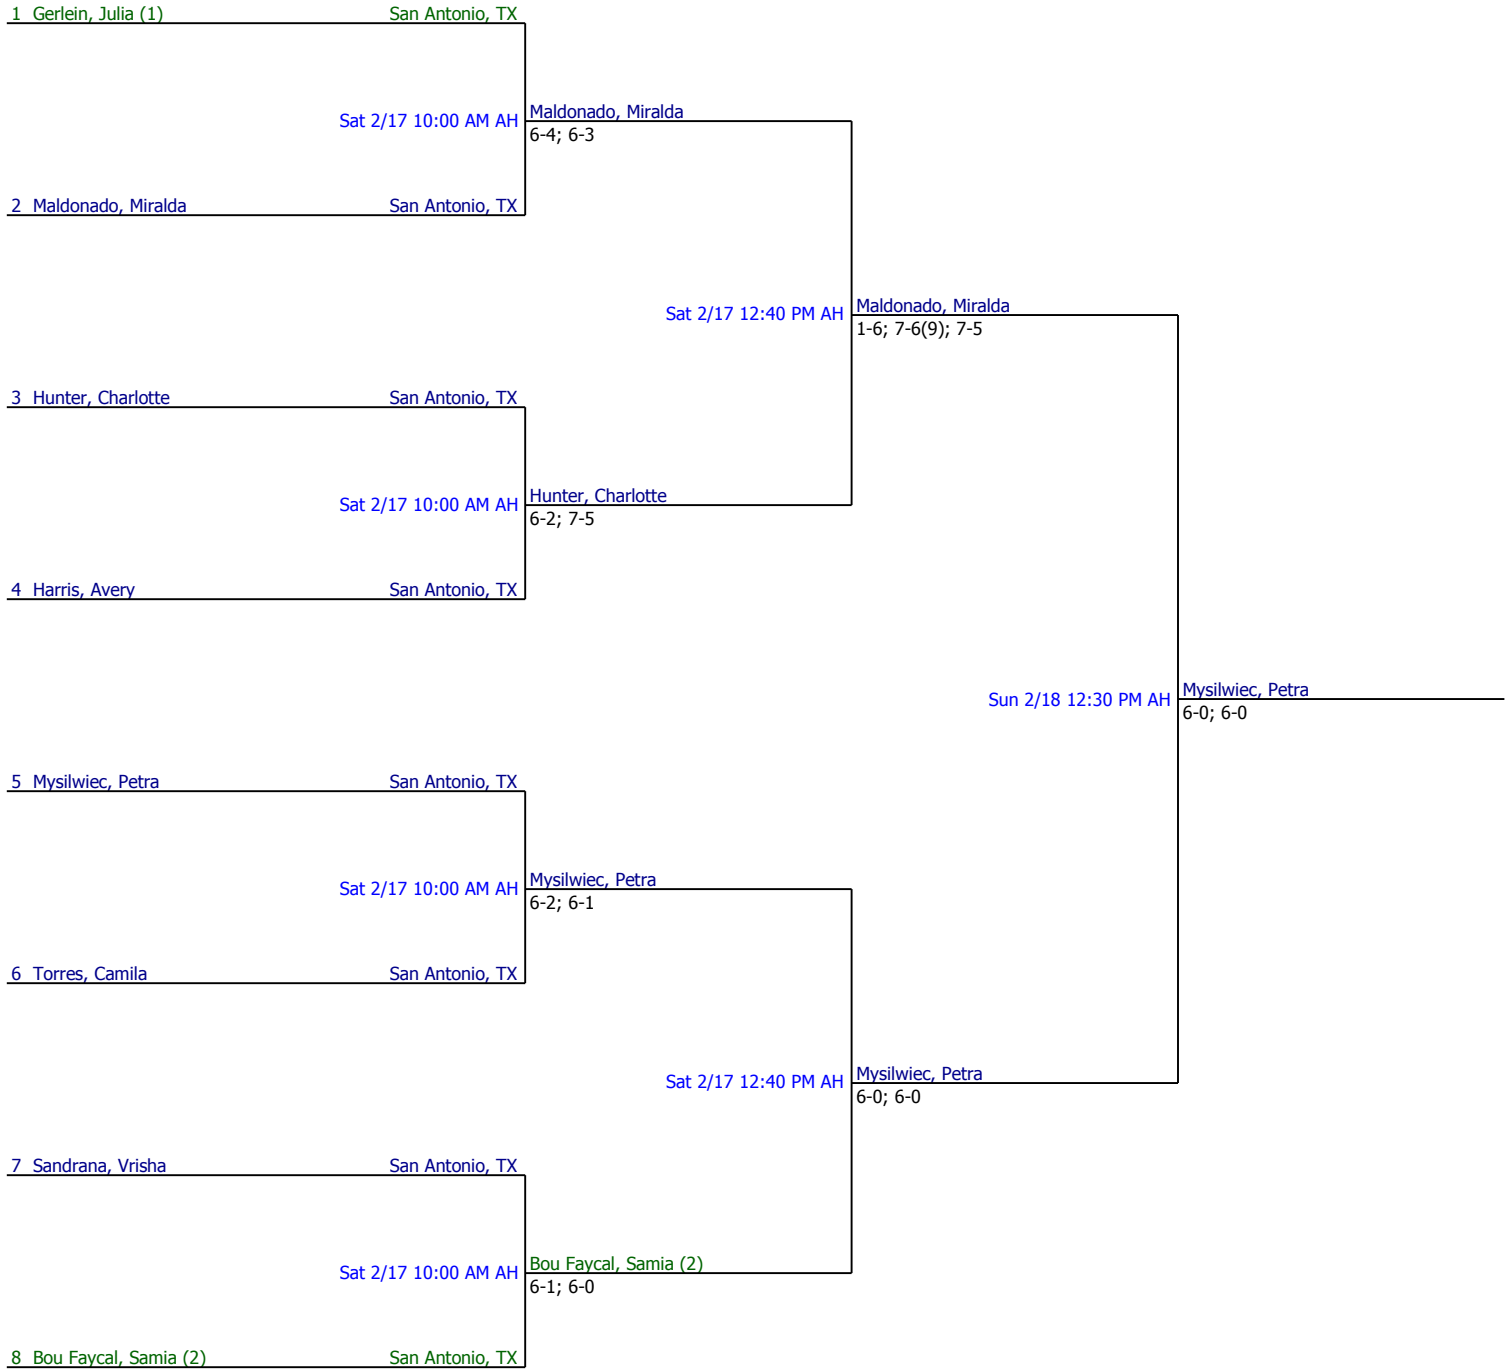 1 Gerlein, Julia (1) San Antonio, TX
Sat 2/17 10:00 AM AH Maldonado, Miralda
6-4; 6-3
2 Maldonado, Miralda San Antonio, TX
Sat 2/17 12:40 PM AH Maldonado, Miralda
1-6; 7-6(9); 7-5
3 Hunter, Charlotte San Antonio, TX
Sat 2/17 10:00 AM AH Hunter, Charlotte
6-2; 7-5
4 Harris, Avery San Antonio, TX
Sun 2/18 12:30 PM AH Mysilwiec, Petra
6-0; 6-0
5 Mysilwiec, Petra San Antonio, TX
Sat 2/17 10:00 AM AH Mysilwiec, Petra
6-2; 6-1
6 Torres, Camila San Antonio, TX
Sat 2/17 12:40 PM AH Mysilwiec, Petra
6-0; 6-0
7 Sandrana, Vrisha San Antonio, TX
Sat 2/17 10:00 AM AH Bou Faycal, Samia (2)
6-1; 6-0
8 Bou Faycal, Samia (2) San Antonio, TX